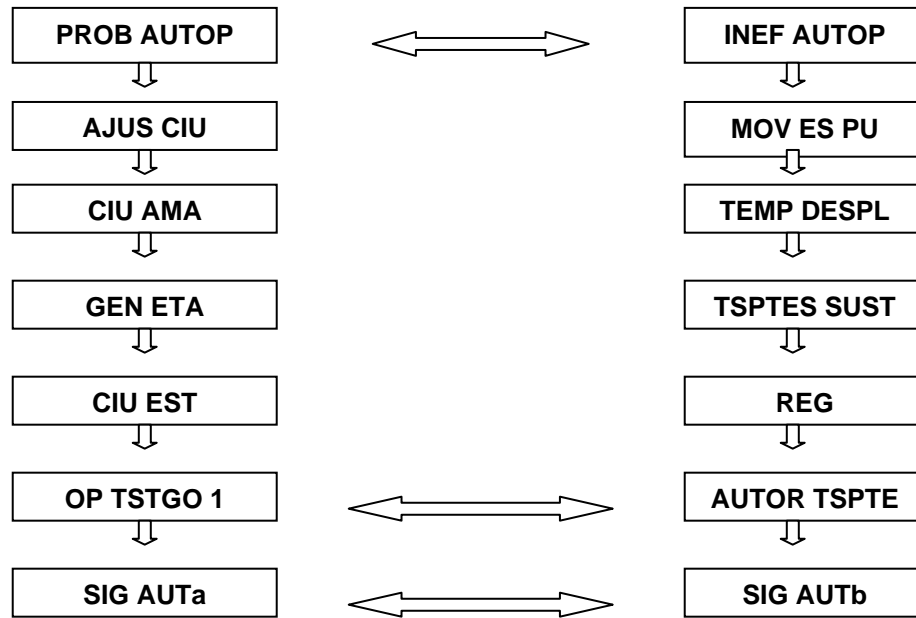 PROB AUTOP
INEF AUTOP
AJUS CIU
MOV ES PU
CIU AMA
TEMP DESPL
GEN ETA
TSPTES SUST
CIU EST
REG
OP TSTGO 1
AUTOR TSPTE
SIG AUTa
SIG AUTb